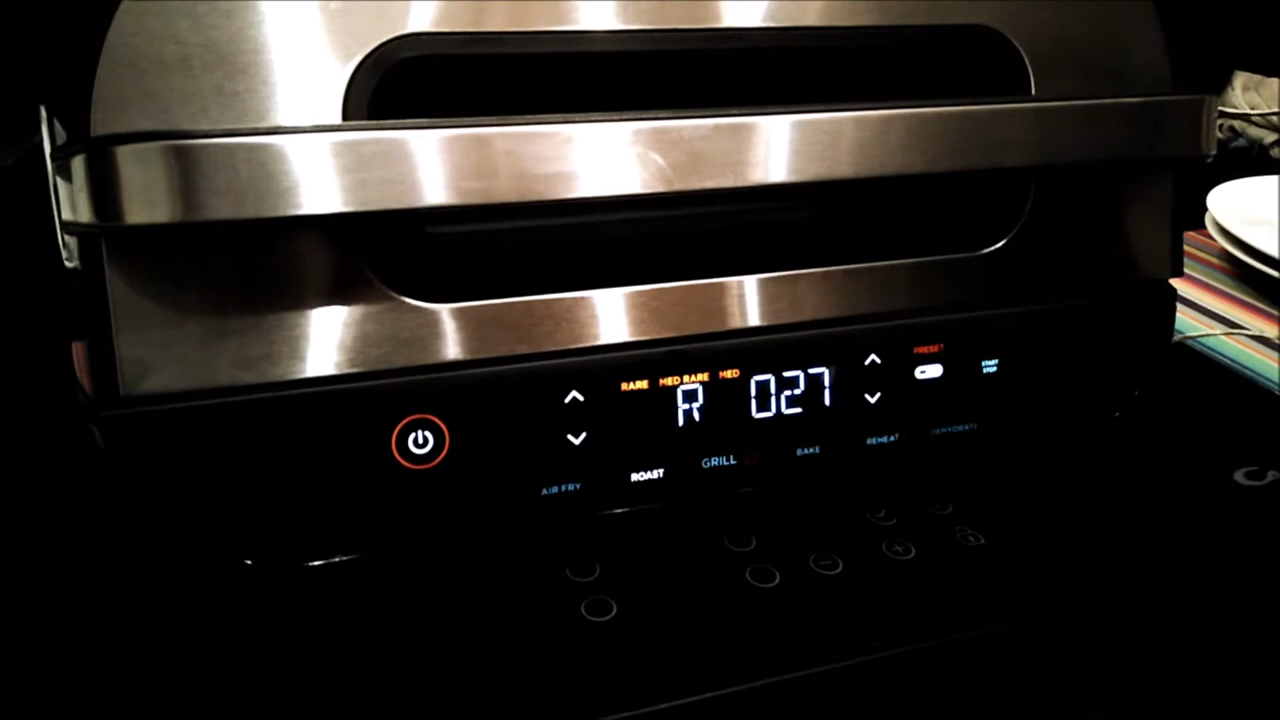 RARE MED RARE MED
R 027
PRESET
START
STOP
AIR FRY ROAST GRILL BAKE REHEAT DEHYDRATE